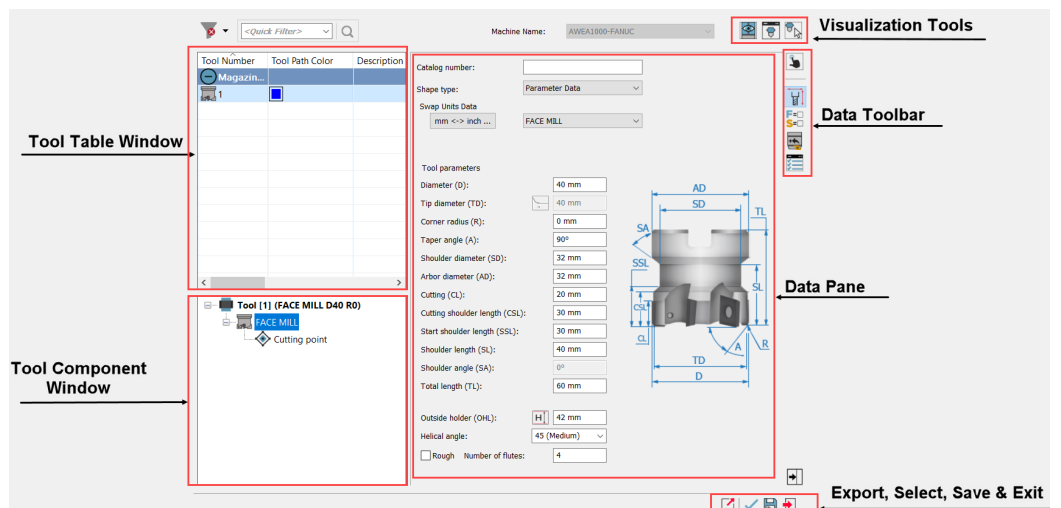 <Quick Filter>
Machine Name:
AWEA1000-FANUC
Visualization Tools
Tool Number
Tool Path Color
Description
Magazin...
1
Tool Table Window
Catalog number:
Shape type:
Parameter Data
Swap Units Data
mm <-> inch ...
FACE MILL
F=
S=
Data Toolbar
Tool parameters
Diameter (D):
40 mm
Tip diameter (TD):
40 mm
Corner radius (R):
0 mm
Taper angle (A):
90º
Shoulder diameter (SD):
32 mm
Arbor diameter (AD):
32 mm
Cutting (CL):
20 mm
Cutting shoulder length (CSL):
30 mm
Start shoulder length (SSL):
30 mm
Shoulder length (SL):
40 mm
Shoulder angle (SA):
0º
Total length (TL):
60 mm
Outside holder (OHL):
H
42 mm
Helical angle:
45 (Medium)
Rough
Number of flutes:
4
AD
SD
TL
SA
SSL
SL
CSL
CL
A
R
TD
D
Data Pane
Tool [1] (FACE MILL D40 R0)
FACE MILL
Cutting point
Tool Component
Window
Export, Select, Save & Exit